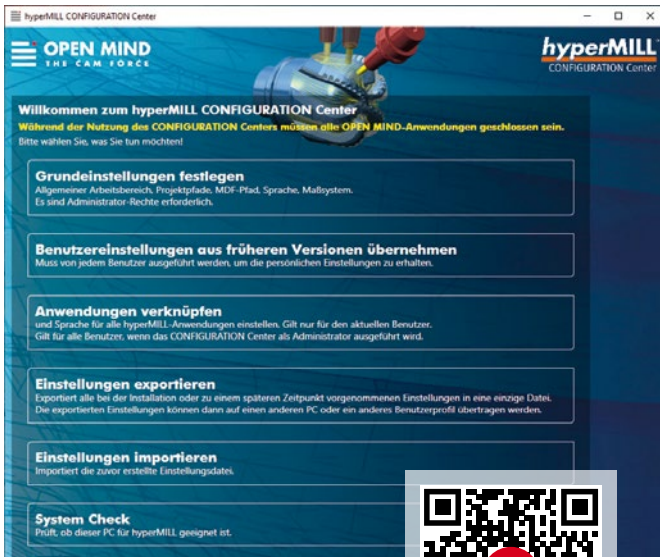 hyperMILL CONFIGURATION Center
OPEN MIND
THE CAM FORCE
hyperMILL
CONFIGURATION Center
Willkommen zum hyperMILL CONFIGURATION Center
Während der Nutzung des CONFIGURATION Centers müssen alle OPEN MIND-Anwendungen geschlossen sein.
Bitte wählen Sie, was Sie tun möchten!
Grundeinstellungen festlegen
Allgemeiner Arbeitsbereich, Projektpfade, MDF-Pfad, Sprache, Maßsystem.
Es sind Administrator-Rechte erforderlich.
Benutzereinstellungen aus früheren Versionen übernehmen
Muss von jedem Benutzer ausgeführt werden, um die persönlichen Einstellungen zu erhalten.
Anwendungen verknüpfen
und Sprache für alle hyperMILL-Anwendungen einstellen. Gilt nur für den aktuellen Benutzer.
Gilt für alle Benutzer, wenn das CONFIGURATION Center als Administrator ausgeführt wird.
Einstellungen exportieren
Exportiert alle bei der Installation oder zu einem späteren Zeitpunkt vorgenommenen Einstellungen in eine einzige Datei.
Die exportierten Einstellungen können dann auf einen anderen PC oder ein anderes Benutzerprofil übertragen werden.
Einstellungen importieren
Importiert die zuvor erstellte Einstellungsdatei.
System Check
Prüft, ob dieser PC für hyperMILL geeignet ist.